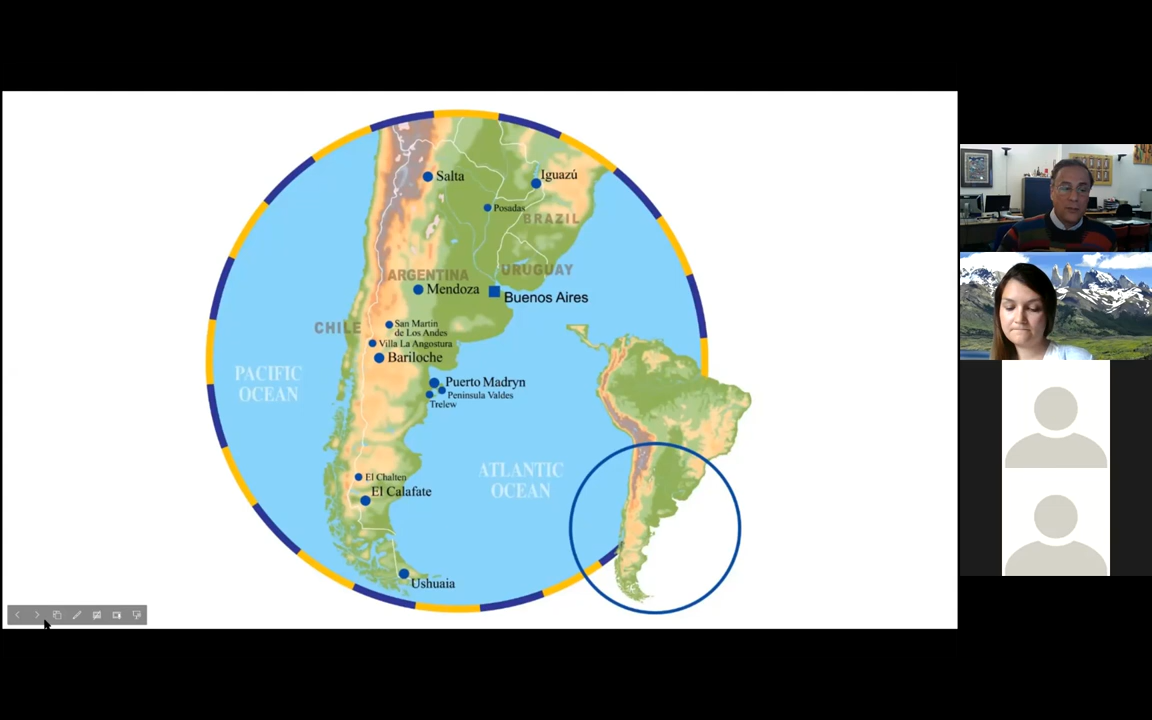 Salta
Iguazú
Posadas
BRAZIL
ARGENTINA
URUGUAY
Mendoza
Buenos Aires
CHILE
San Martin
de Los Andes
Villa La Angostura
Bariloche
PACIFIC
OCEAN
Puerto Madryn
Peninsula Valdes
Trelew
ATLANTIC
OCEAN
El Chalten
El Calafate
Ushuaia